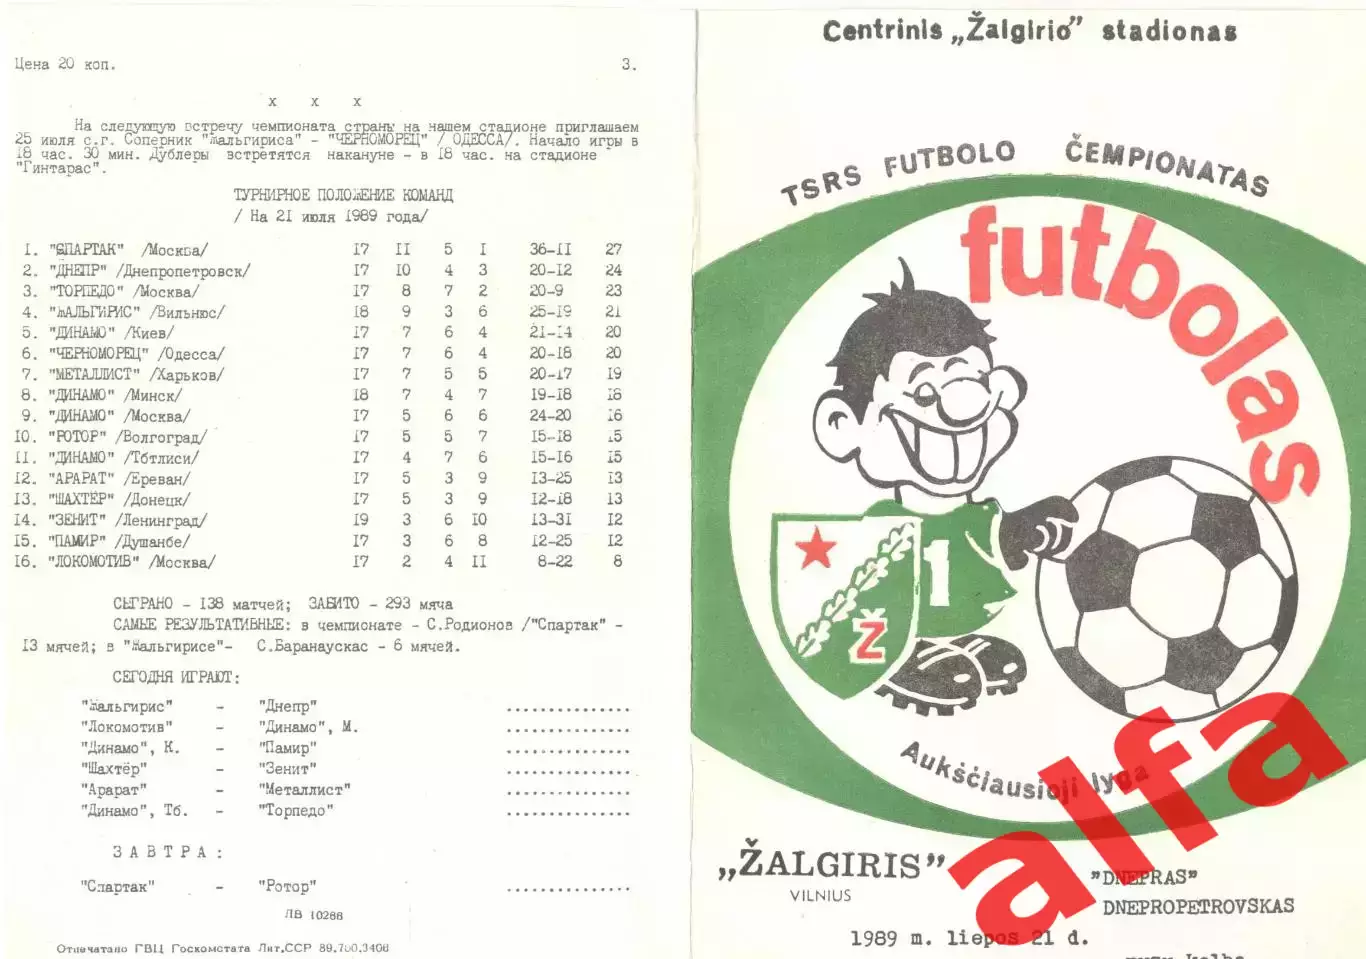 Цена 20 коп. 3.
х х х
На следующую встречу чемпионата страны на нашем стадионе приглашаем
25 июля с.г. Соперник "Жальгириса" - "ЧЕРНОМОРЕЦ" / ОДЕССА/. Начало игры в
18 час. 30 мин. Дублеры встретятся накануне - в 18 час. на стадионе
"Гинтарас".
ТУРНИРНОЕ ПОЛОЖЕНИЕ КОМАНД
/ На 21 июля 1989 года/
1. "СПАРТАК" /Москва/ 17 11 5 1 36-11 27
2. "ДНЕПР" /Днепропетровск/ 17 10 4 3 20-12 24
3. "ТОРПЕДО" /Москва/ 17 8 7 2 20-9 23
4. "ЖАЛЬГИРИС" /Вильнюс/ 18 9 3 6 25-19 21
5. "ДИНАМО" /Киев/ 17 7 6 4 21-14 20
6. "ЧЕРНОМОРЕЦ" /Одесса/ 17 7 6 4 20-18 20
7. "МЕТАЛЛИСТ" /Харьков/ 17 7 5 5 20-17 19
8. "ДИНАМО" /Минск/ 18 7 4 7 19-18 18
9. "ДИНАМО" /Москва/ 17 5 6 6 24-20 16
10. "РОТОР" /Волгоград/ 17 5 5 7 15-18 15
11. "ДИНАМО" /Тбтлиси/ 17 4 7 6 15-16 15
12. "АРАРАТ" /Ереван/ 17 5 3 9 13-25 13
13. "ШАХТЁР" /Донецк/ 17 5 3 9 12-18 13
14. "ЗЕНИТ" /Ленинград/ 19 3 6 10 13-31 12
15. "ПАМИР" /Душанбе/ 17 3 6 8 12-25 12
16. "ЛОКОМОТИВ" /Москва/ 17 2 4 11 8-22 8
СЫГРАНО - 138 матчей; ЗАБИТО - 293 мяча
САМЫЕ РЕЗУЛЬТАТИВНЫЕ: в чемпионате - С.Родионов /"Спартак" -
13 мячей; в "Жальгирисе"- С.Баранаускас - 6 мячей.
СЕГОДНЯ ИГРАЮТ:
"Жальгирис" - "Днепр" ..............
"Локомотив" - "Динамо", М. ..............
"Динамо", К. - "Памир" ..............
"Шахтёр" - "Зенит" ..............
"Арарат" - "Металлист" ..............
"Динамо", Тб. - "Торпедо" ..............
ЗАВТРА:
"Спартак" - "Ротор" ..............
ЛВ 10286
Отпечатано ГВЦ Госкомстата Лит.ССР 89.700.3406
Centrinis „Žalgirio" stadionas
TSRS FUTBOLO ČEMPIONATAS
futbolas
1
Ž
Aukščiausioji lyga
„ŽALGIRIS"
VILNIUS
"DNEPRAS"
DNEPROPETROVSKAS
1989 m. liepos 21 d.
alfa